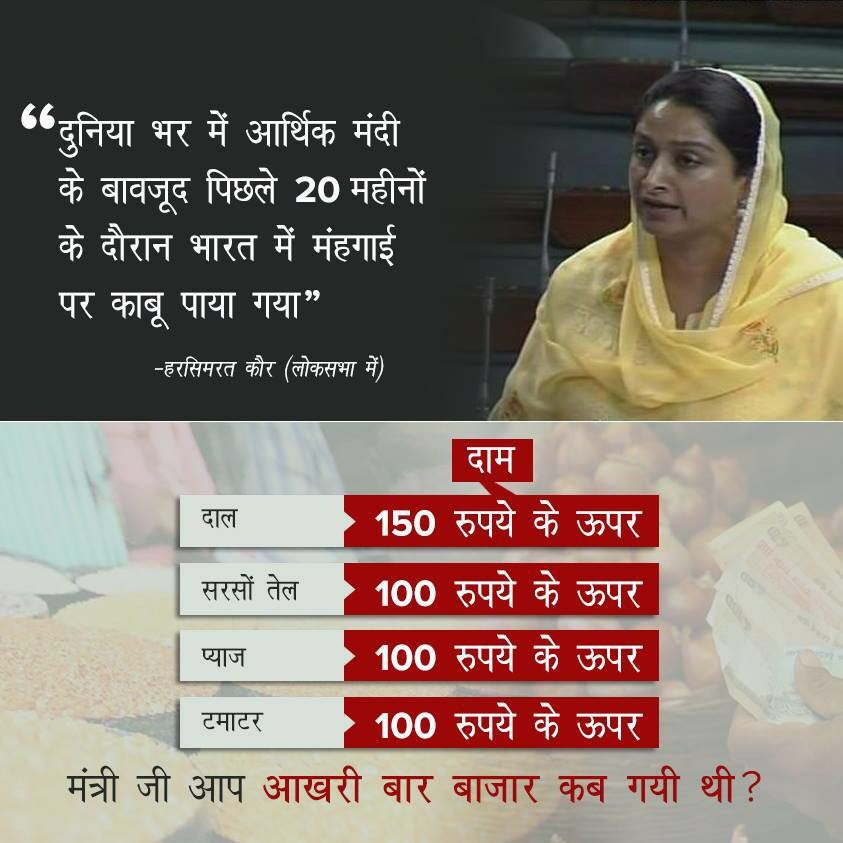 “दुनिया भर में आर्थिक मंदी
के बावजूद पिछले 20 महीनों
के दौरान भारत में मंहगाई
पर काबू पाया गया”
-हरसिमरत कौर (लोकसभा में)
दाम
दाल 150 रुपये के ऊपर
सरसों तेल 100 रुपये के ऊपर
प्याज 100 रुपये के ऊपर
टमाटर 100 रुपये के ऊपर
मंत्री जी आप आखरी बार बाजार कब गयी थी?